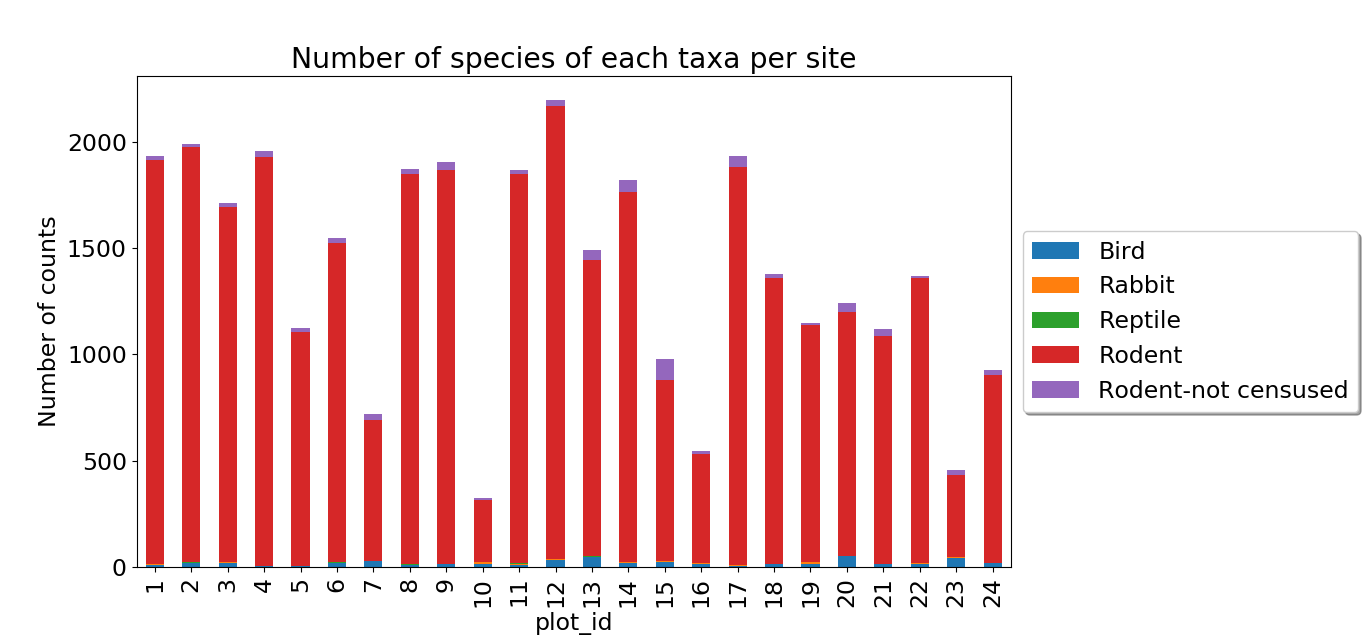 Number of species of each taxa per site
Number of counts
2000
1500
1000
500
0
1 2 3 4 5 6 7 8 9 10 11 12 13 14 15 16 17 18 19 20 21 22 23 24
plot_id
Bird
Rabbit
Reptile
Rodent
Rodent-not censused